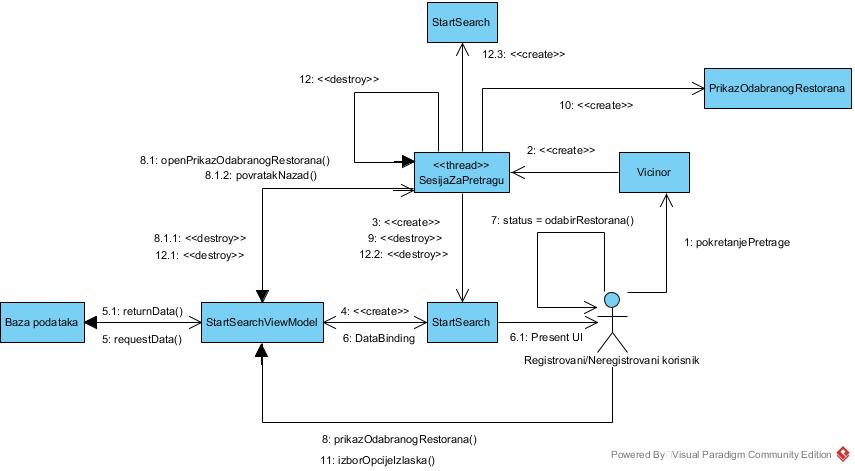 StartSearch
12.3: <<create>>
12: <<destroy>>
PrikazOdabranogRestorana
10: <<create>>
8.1: openPrikazOdabranogRestorana()
8.1.2: povratakNazad()
<<thread>>
SesijaZaPretragu
2: <<create>>
Vicinor
3: <<create>>
9: <<destroy>>
12.2: <<destroy>>
7: status = odabirRestorana()
8.1.1: <<destroy>>
12.1: <<destroy>>
1: pokretanjePretrage
Baza podataka
5.1: returnData()
5: requestData()
StartSearchViewModel
4: <<create>>
6: DataBinding
StartSearch
6.1: Present UI
Registrovani/Neregistrovani korisnik
8: prikazOdabranogRestorana()
11: izborOpcijeIzlaska()
Powered By Visual Paradigm Community Edition